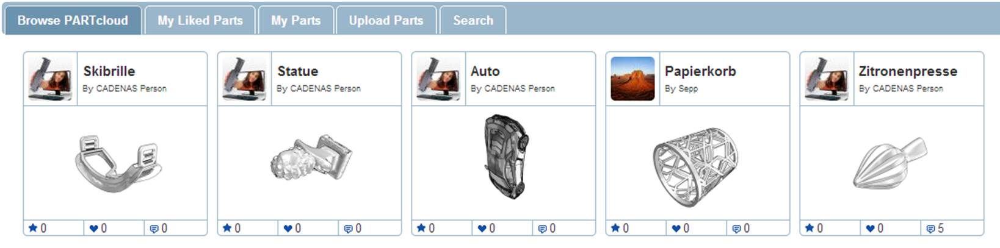 Browse PARTcloud My Liked Parts My Parts Upload Parts Search
Skibrille
By CADENAS Person
0 0 0
Statue
By CADENAS Person
0 0 0
Auto
By CADENAS Person
0 0 0
Papierkorb
By Sepp
0 0 0
Zitronenpresse
By CADENAS Person
0 0 5